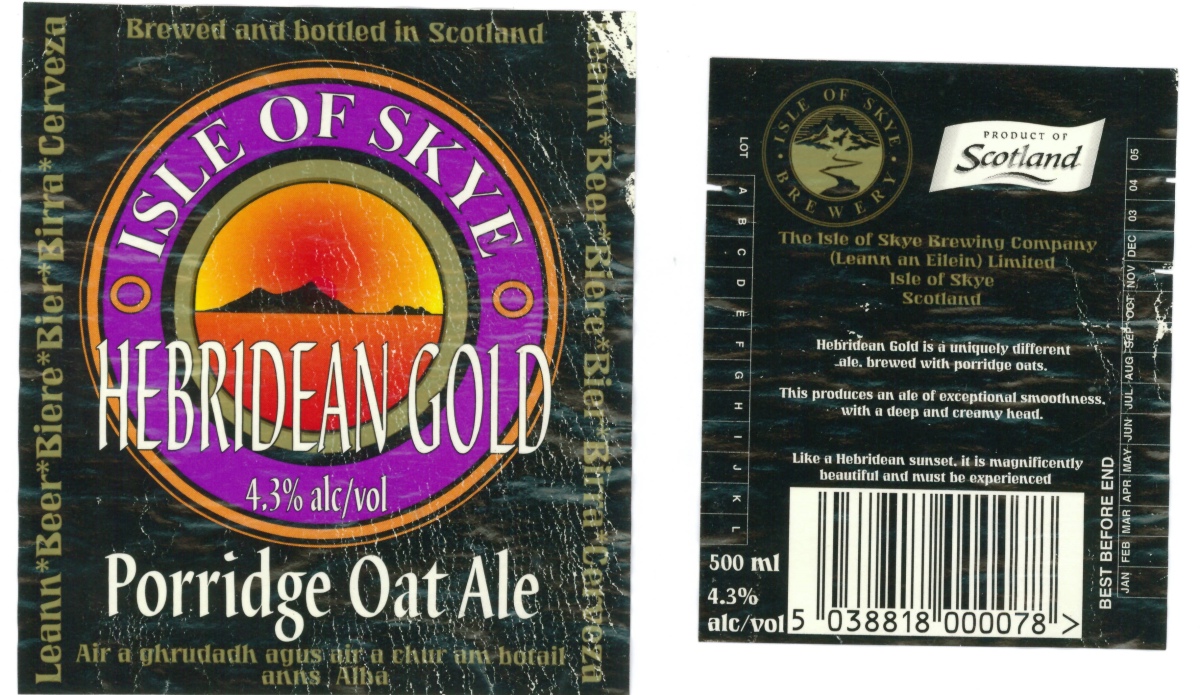 Brewed and bottled in Scotland
Leann*Beer*Biere*Bier*Birra*Cerveza
ISLE OF SKYE
HEBRIDEAN GOLD
4.3% alc/vol
Porridge Oat Ale
Air a ghrudadh agus air a chur am botail
anns Alba
Leann*Beer*Biere*Bier*Birra*Cerveza
ISLE OF SKYE
BREWERY
PRODUCT OF
Scotland
The Isle of Skye Brewing Company
(Leann an Eilein) Limited
Isle of Skye
Scotland
Hebridean Gold is a uniquely different
ale, brewed with porridge oats.
This produces an ale of exceptional smoothness,
with a deep and creamy head.
Like a Hebridean sunset, it is magnificently
beautiful and must be experienced
LOT A B C D E F G H I J K L
500 ml
4.3%
alc/vol
5 038818 000078 >
BEST BEFORE END
JAN FEB MAR APR MAY JUN JUL AUG SEP OCT NOV DEC 03 04 05